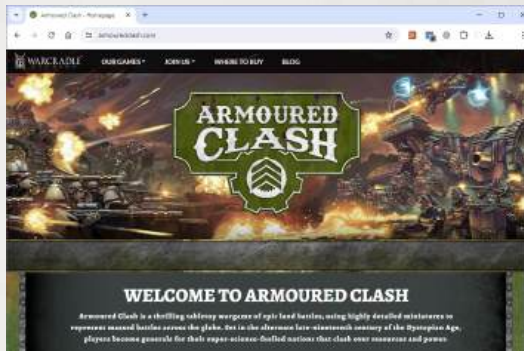 Armoured Clash - Homepage
armouredclash.com
WARCRADLE
OUR GAMES
JOIN US
WHERE TO BUY
BLOG
ARMOURED
CLASH
WELCOME TO ARMOURED CLASH
Armoured Clash is a thrilling tabletop wargame of epic land battles, using highly detailed miniatures to
represent massed battles across the globe. Set in the alternate late-nineteenth century of the Dystopian Age,
players become generals for their super-science-fuelled nations that clash over resources and power.